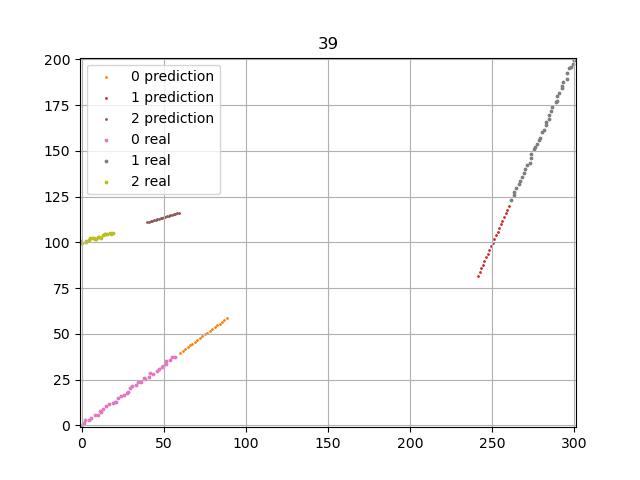 39
0 prediction
1 prediction
2 prediction
0 real
1 real
2 real
200
175
150
125
100
75
50
25
0
0 50 100 150 200 250 300